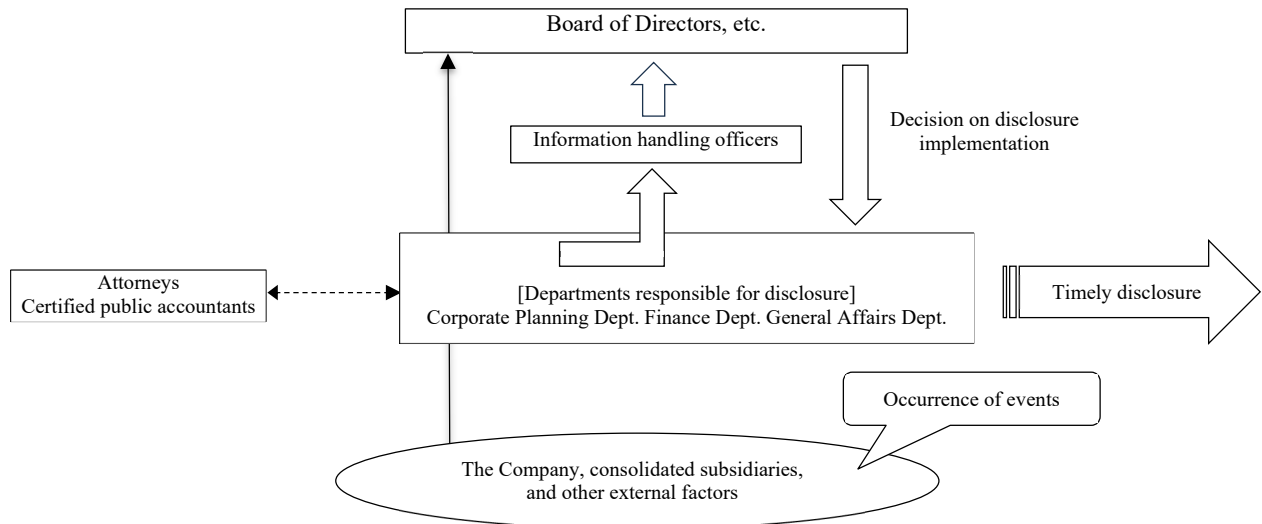 Board of Directors, etc.
Information handling officers
Decision on disclosure
implementation
Attorneys
Certified public accountants
[Departments responsible for disclosure]
Corporate Planning Dept. Finance Dept. General Affairs Dept.
Timely disclosure
Occurrence of events
The Company, consolidated subsidiaries,
and other external factors